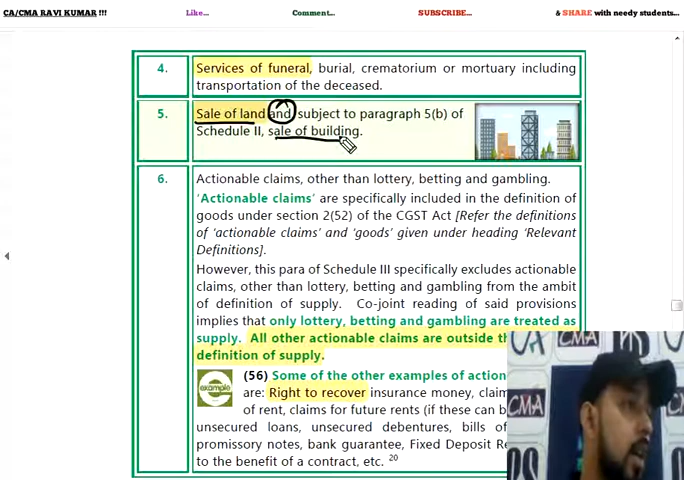 CA/CMA RAVI KUMAR !!!
Like...
Comment...
SUBSCRIBE...
& SHARE with needy students...
4. Services of funeral, burial, crematorium or mortuary including
transportation of the deceased.
5. Sale of land and subject to paragraph 5(b) of
Schedule II, sale of building.
6. Actionable claims, other than lottery, betting and gambling.
'Actionable claims' are specifically included in the definition of
goods under section 2(52) of the CGST Act [Refer the definitions
of 'actionable claims' and 'goods' given under heading 'Relevant
Definitions].
However, this para of Schedule III specifically excludes actionable
claims, other than lottery, betting and gambling from the ambit
of definition of supply. Co-joint reading of said provisions
implies that only lottery, betting and gambling are treated as
supply. All other actionable claims are outside th
definition of supply.
example
(56) Some of the other examples of action
are: Right to recover insurance money, claim
of rent, claims for future rents (if these can b
unsecured loans, unsecured debentures, bills of
promissory notes, bank guarantee, Fixed Deposit Re
to the benefit of a contract, etc. 20
CMA
CMA